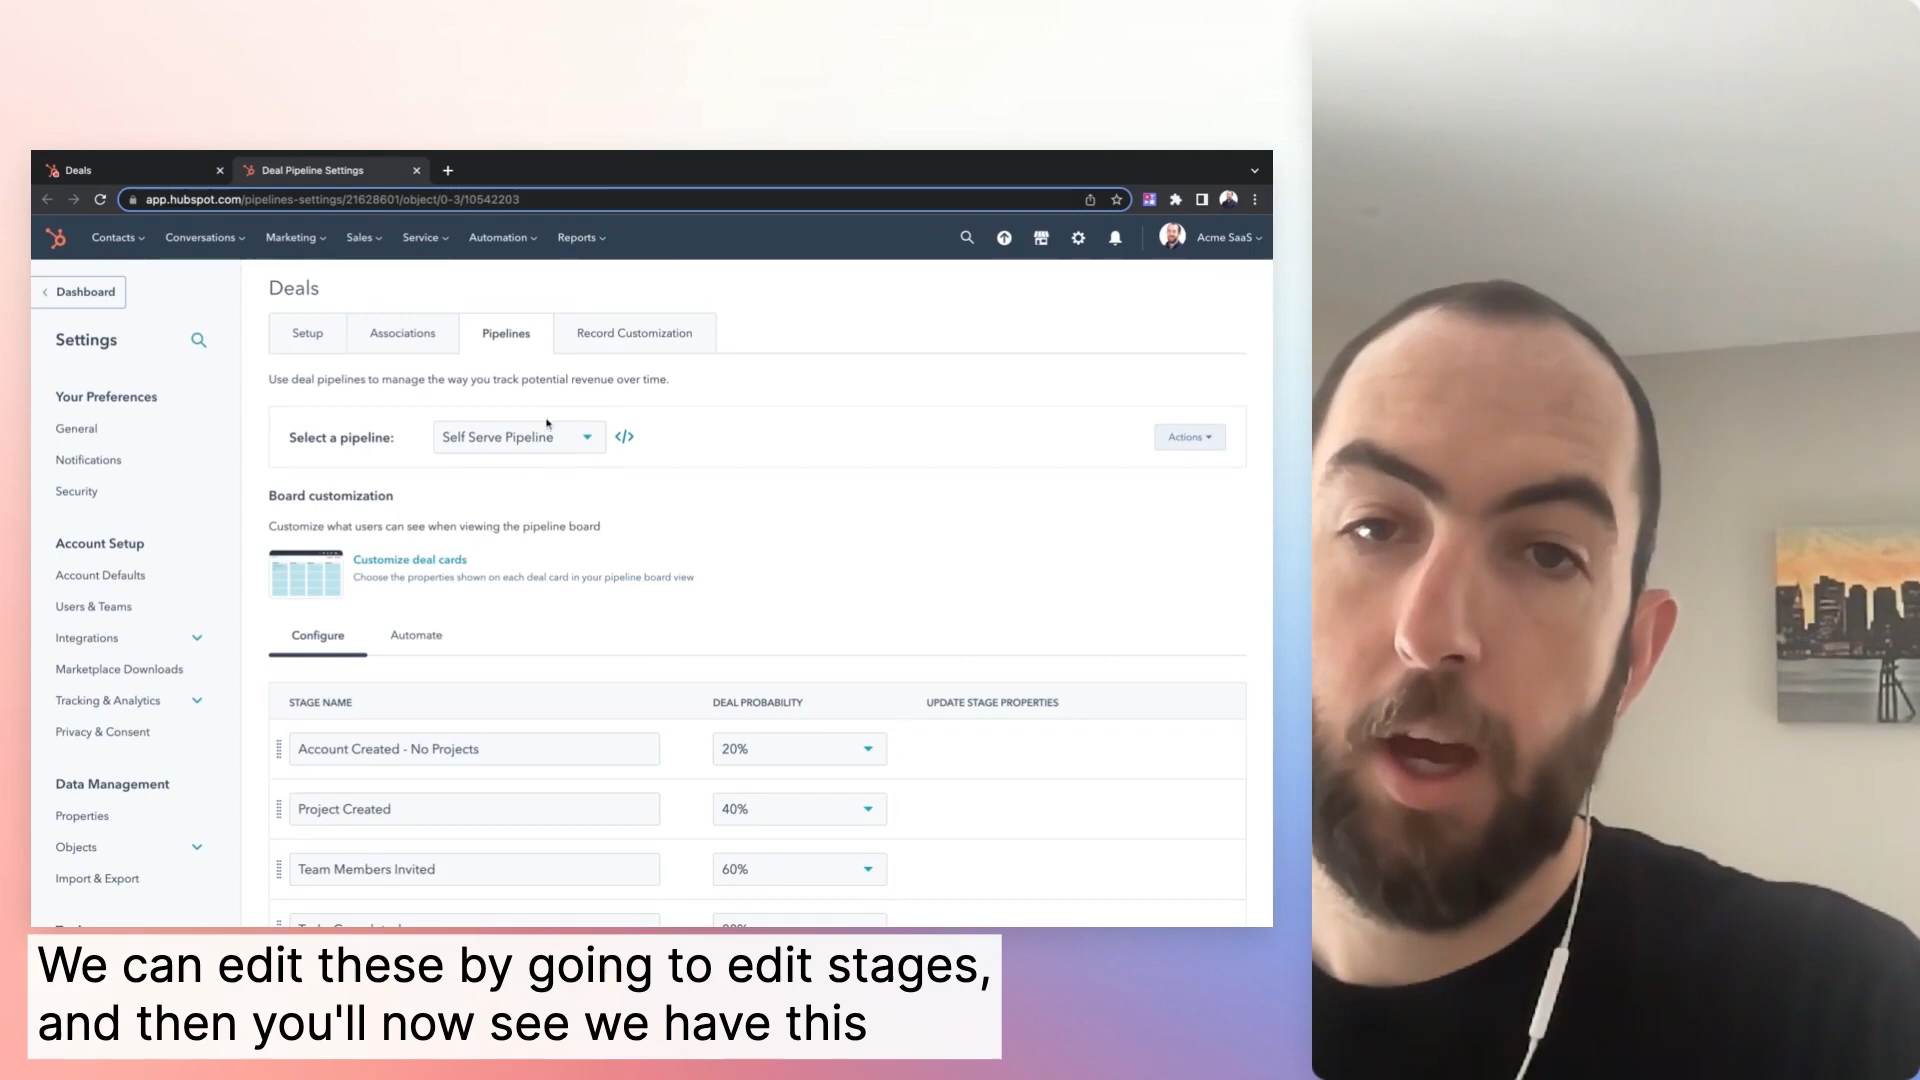 Deals
Deal Pipeline Settings
app.hubspot.com/pipelines-settings/21628601/object/0-3/10542203
Contacts
Conversations
Marketing
Sales
Service
Automation
Reports
Acme SaaS
Dashboard
Settings
Your Preferences
General
Notifications
Security
Account Setup
Account Defaults
Users & Teams
Integrations
Marketplace Downloads
Tracking & Analytics
Privacy & Consent
Data Management
Properties
Objects
Import & Export
Deals
Setup
Associations
Pipelines
Record Customization
Use deal pipelines to manage the way you track potential revenue over time.
Select a pipeline:
Self Serve Pipeline
</>
Actions
Board customization
Customize what users can see when viewing the pipeline board
Customize deal cards
Choose the properties shown on each deal card in your pipeline board view
Configure
Automate
STAGE NAME
DEAL PROBABILITY
UPDATE STAGE PROPERTIES
Account Created - No Projects
20%
Project Created
40%
Team Members Invited
60%
We can edit these by going to edit stages,
and then you'll now see we have this